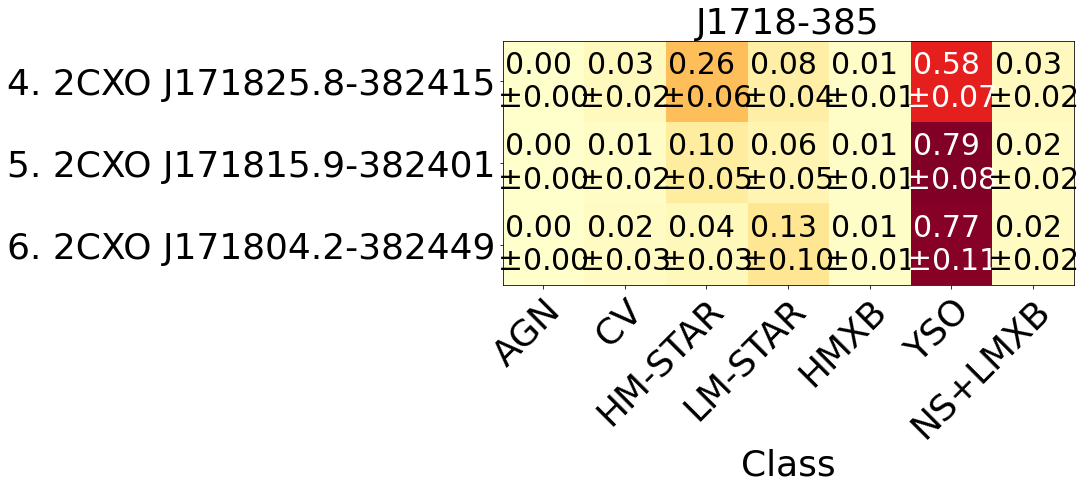 J1718-385
4. 2CXO J171825.8-382415 0.00 0.03 0.26 0.08 0.01 0.58 0.03
±0.00 ±0.02 ±0.06 ±0.04 ±0.01 ±0.07 ±0.02
5. 2CXO J171815.9-382401 0.00 0.01 0.10 0.06 0.01 0.79 0.02
±0.00 ±0.02 ±0.05 ±0.05 ±0.01 ±0.08 ±0.02
6. 2CXO J171804.2-382449 0.00 0.02 0.04 0.13 0.01 0.77 0.02
±0.00 ±0.03 ±0.03 ±0.10 ±0.01 ±0.11 ±0.02
AGN CV HM-STAR LM-STAR HMXB YSO NS+LMXB
Class